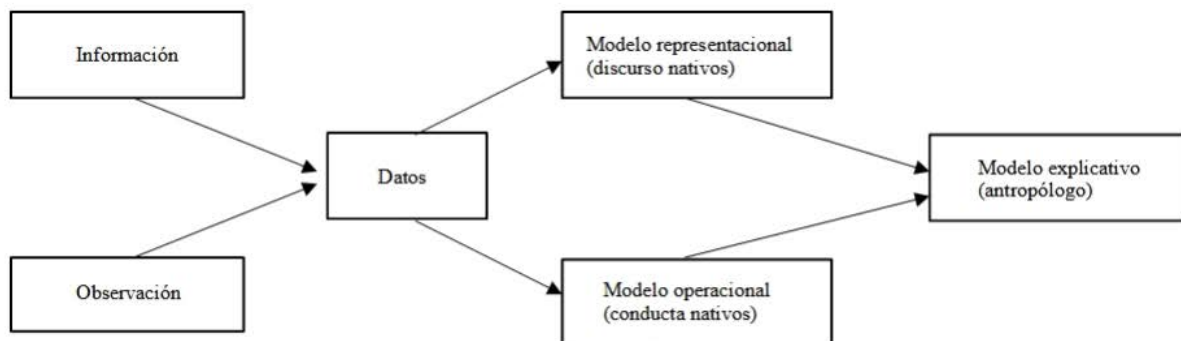 Información
Modelo representacional
(discurso nativos)
Datos
Modelo explicativo
(antropólogo)
Observación
Modelo operacional
(conducta nativos)